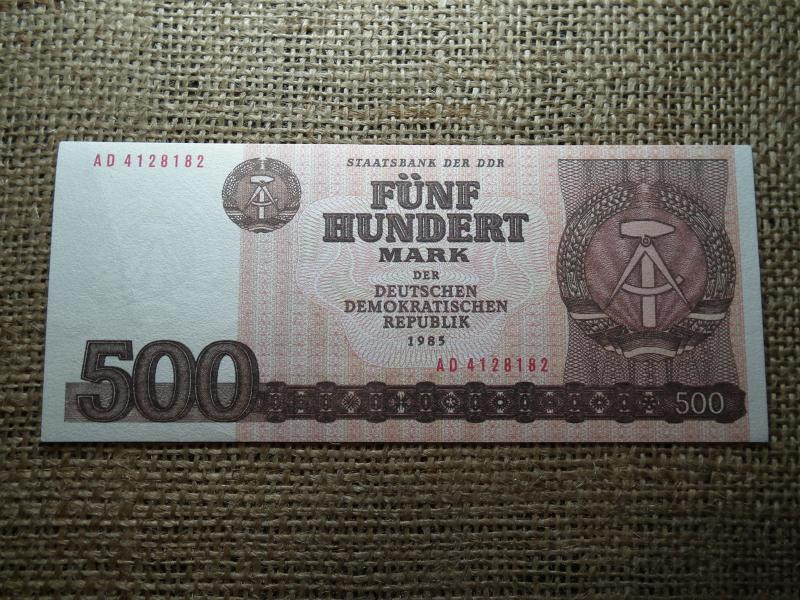 AD 4128182
STAATSBANK DER DDR
FÜNF
HUNDERT
MARK
DER
DEUTSCHEN
DEMOKRATISCHEN
REPUBLIK
1985
AD 4128182
500
500